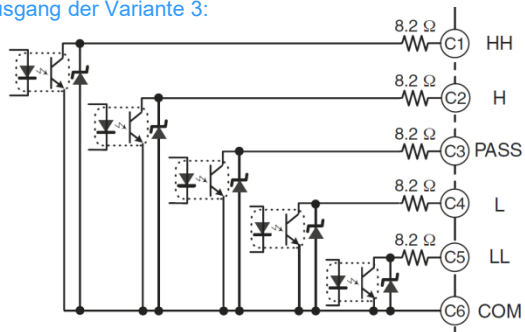 usgang der Variante 3:
8.2 Ω C1 HH
8.2 Ω C2 H
8.2 Ω C3 PASS
8.2 Ω C4 L
8.2 Ω C5 LL
C6 COM